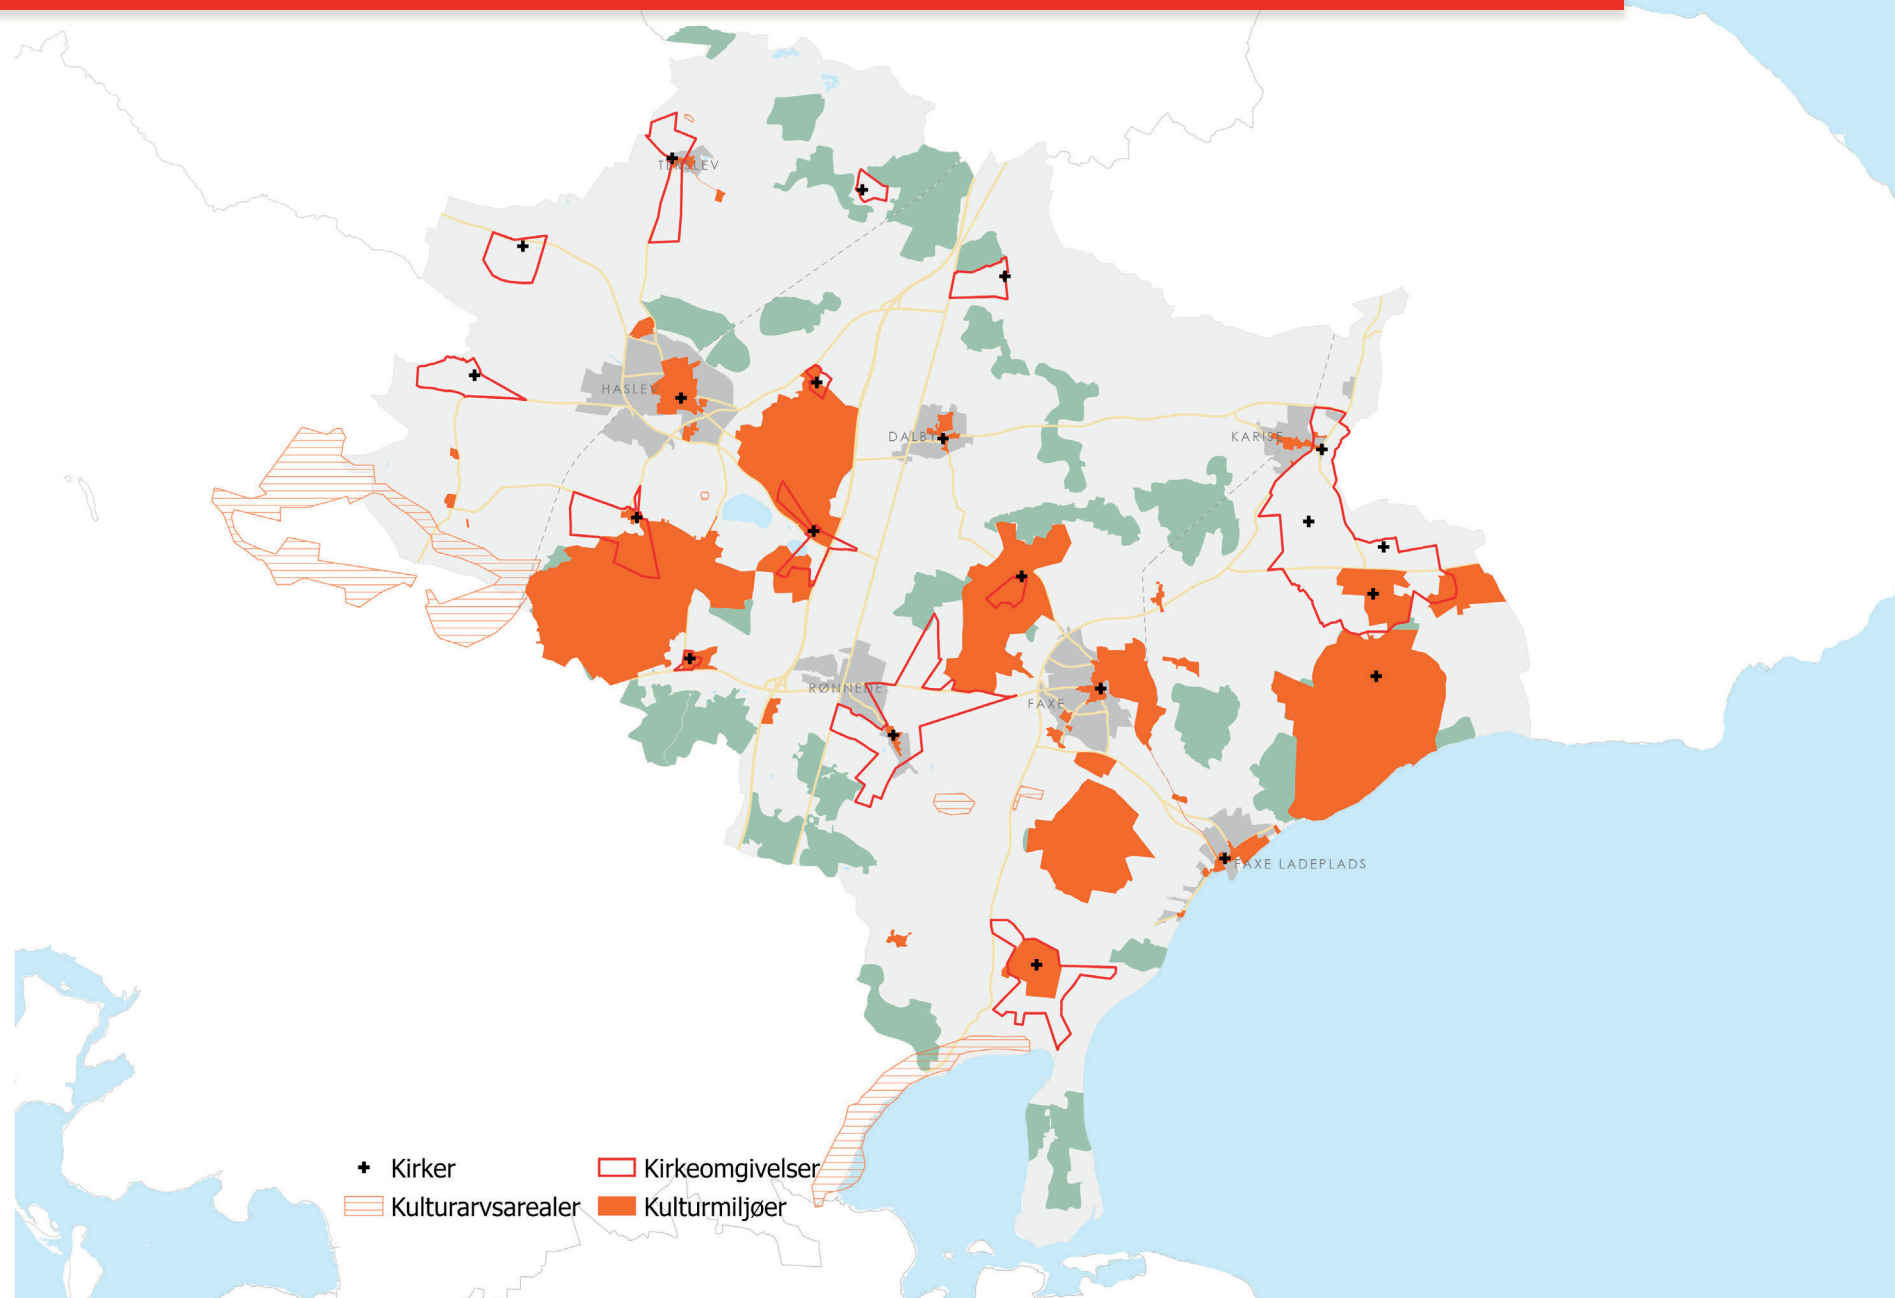 TERSLEV
HASLEV
DALBY
KARISE
RØNNEDE
FAXE
FAXE LADEPLADS
Kirker
Kirkeomgivelser
Kulturarvsarealer
Kulturmiljøer